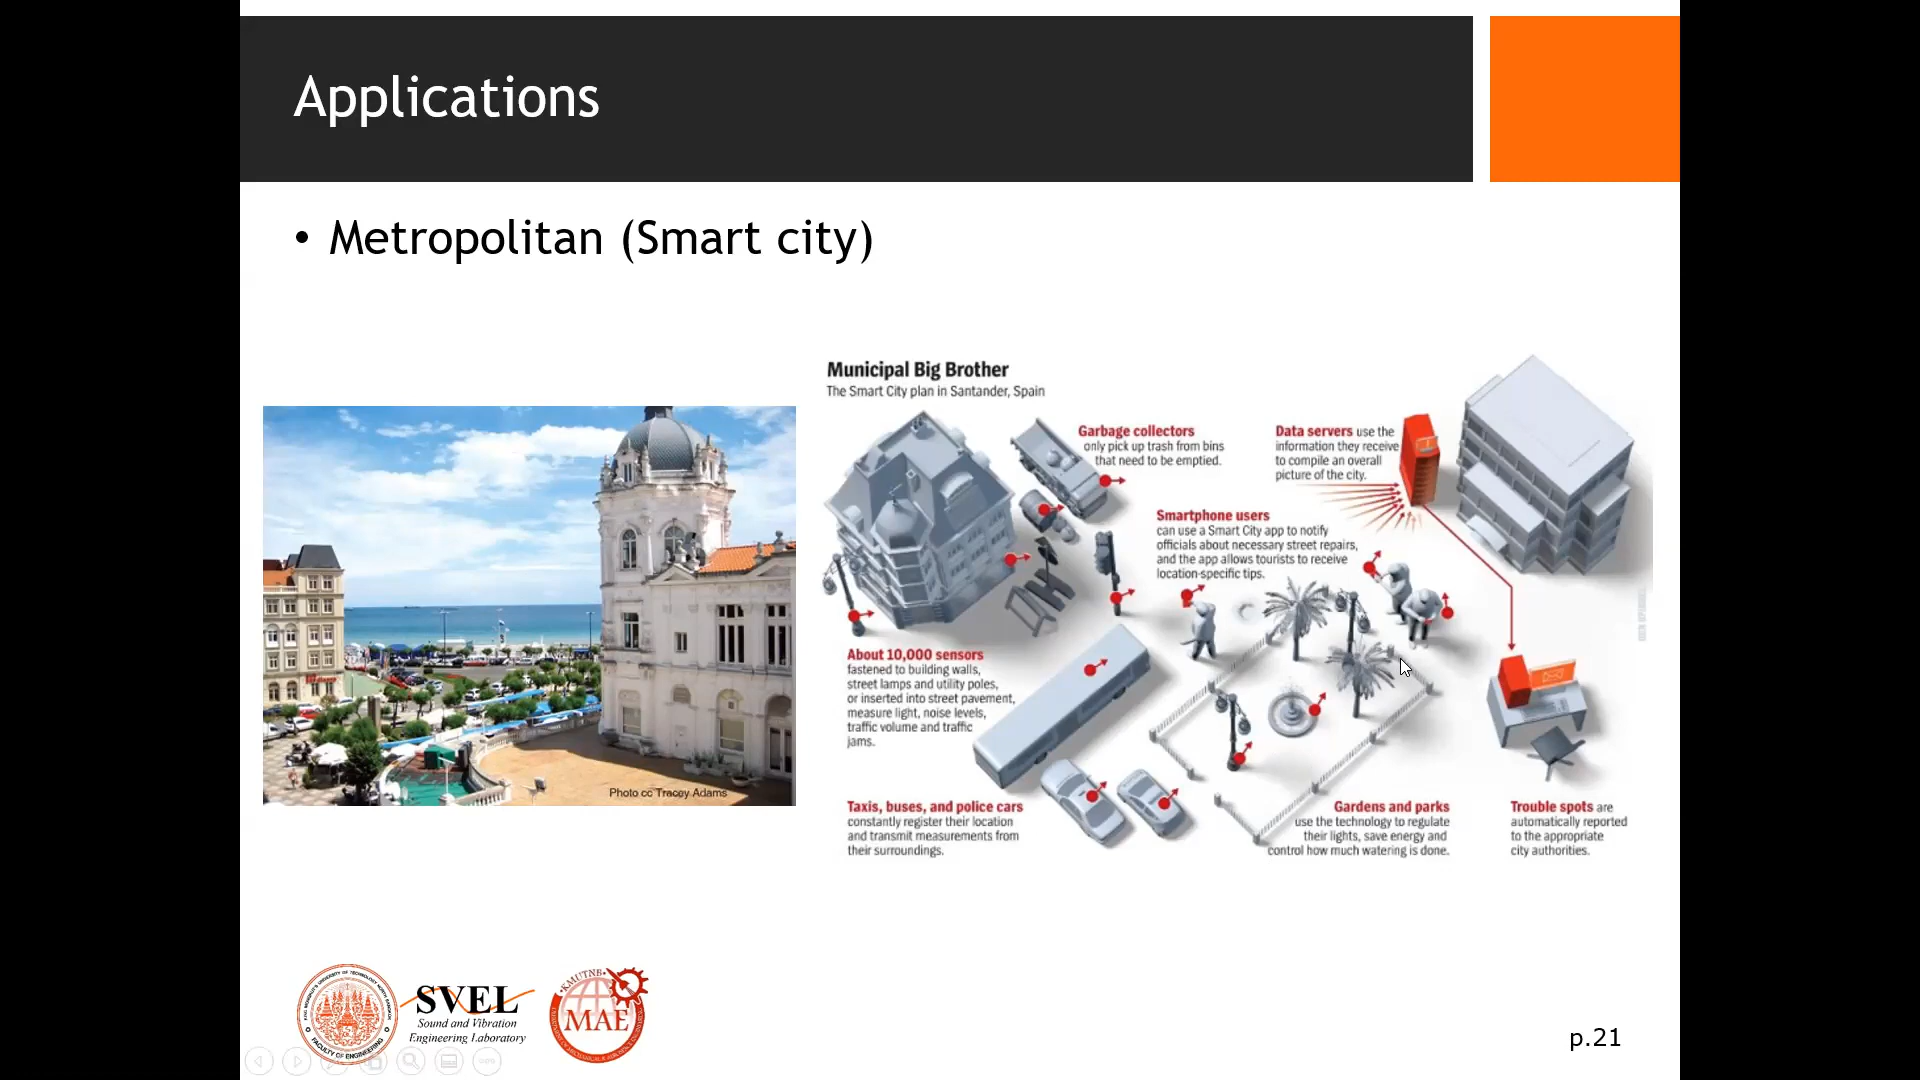 Applications
• Metropolitan (Smart city)
Municipal Big Brother
The Smart City plan in Santander, Spain
Garbage collectors
only pick up trash from bins
that need to be emptied.
Data servers use the
information they receive
to compile an overall
picture of the city.
Smartphone users
can use a Smart City app to notify
officials about necessary street repairs,
and the app allows tourists to receive
location-specific tips.
About 10,000 sensors
fastened to building walls,
street lamps and utility poles,
or inserted into street pavement,
measure light, noise levels,
traffic volume and traffic
jams.
Taxis, buses, and police cars
constantly register their location
and transmit measurements from
their surroundings.
Gardens and parks
use the technology to regulate
their lights, save energy and
control how much watering is done.
Trouble spots are
automatically reported
to the appropriate
city authorities.
Photo cc Tracey Adams
FACULTY OF ENGINEERING
SVEL
Sound and Vibration
Engineering Laboratory
KMUTNB
MAE
p.21